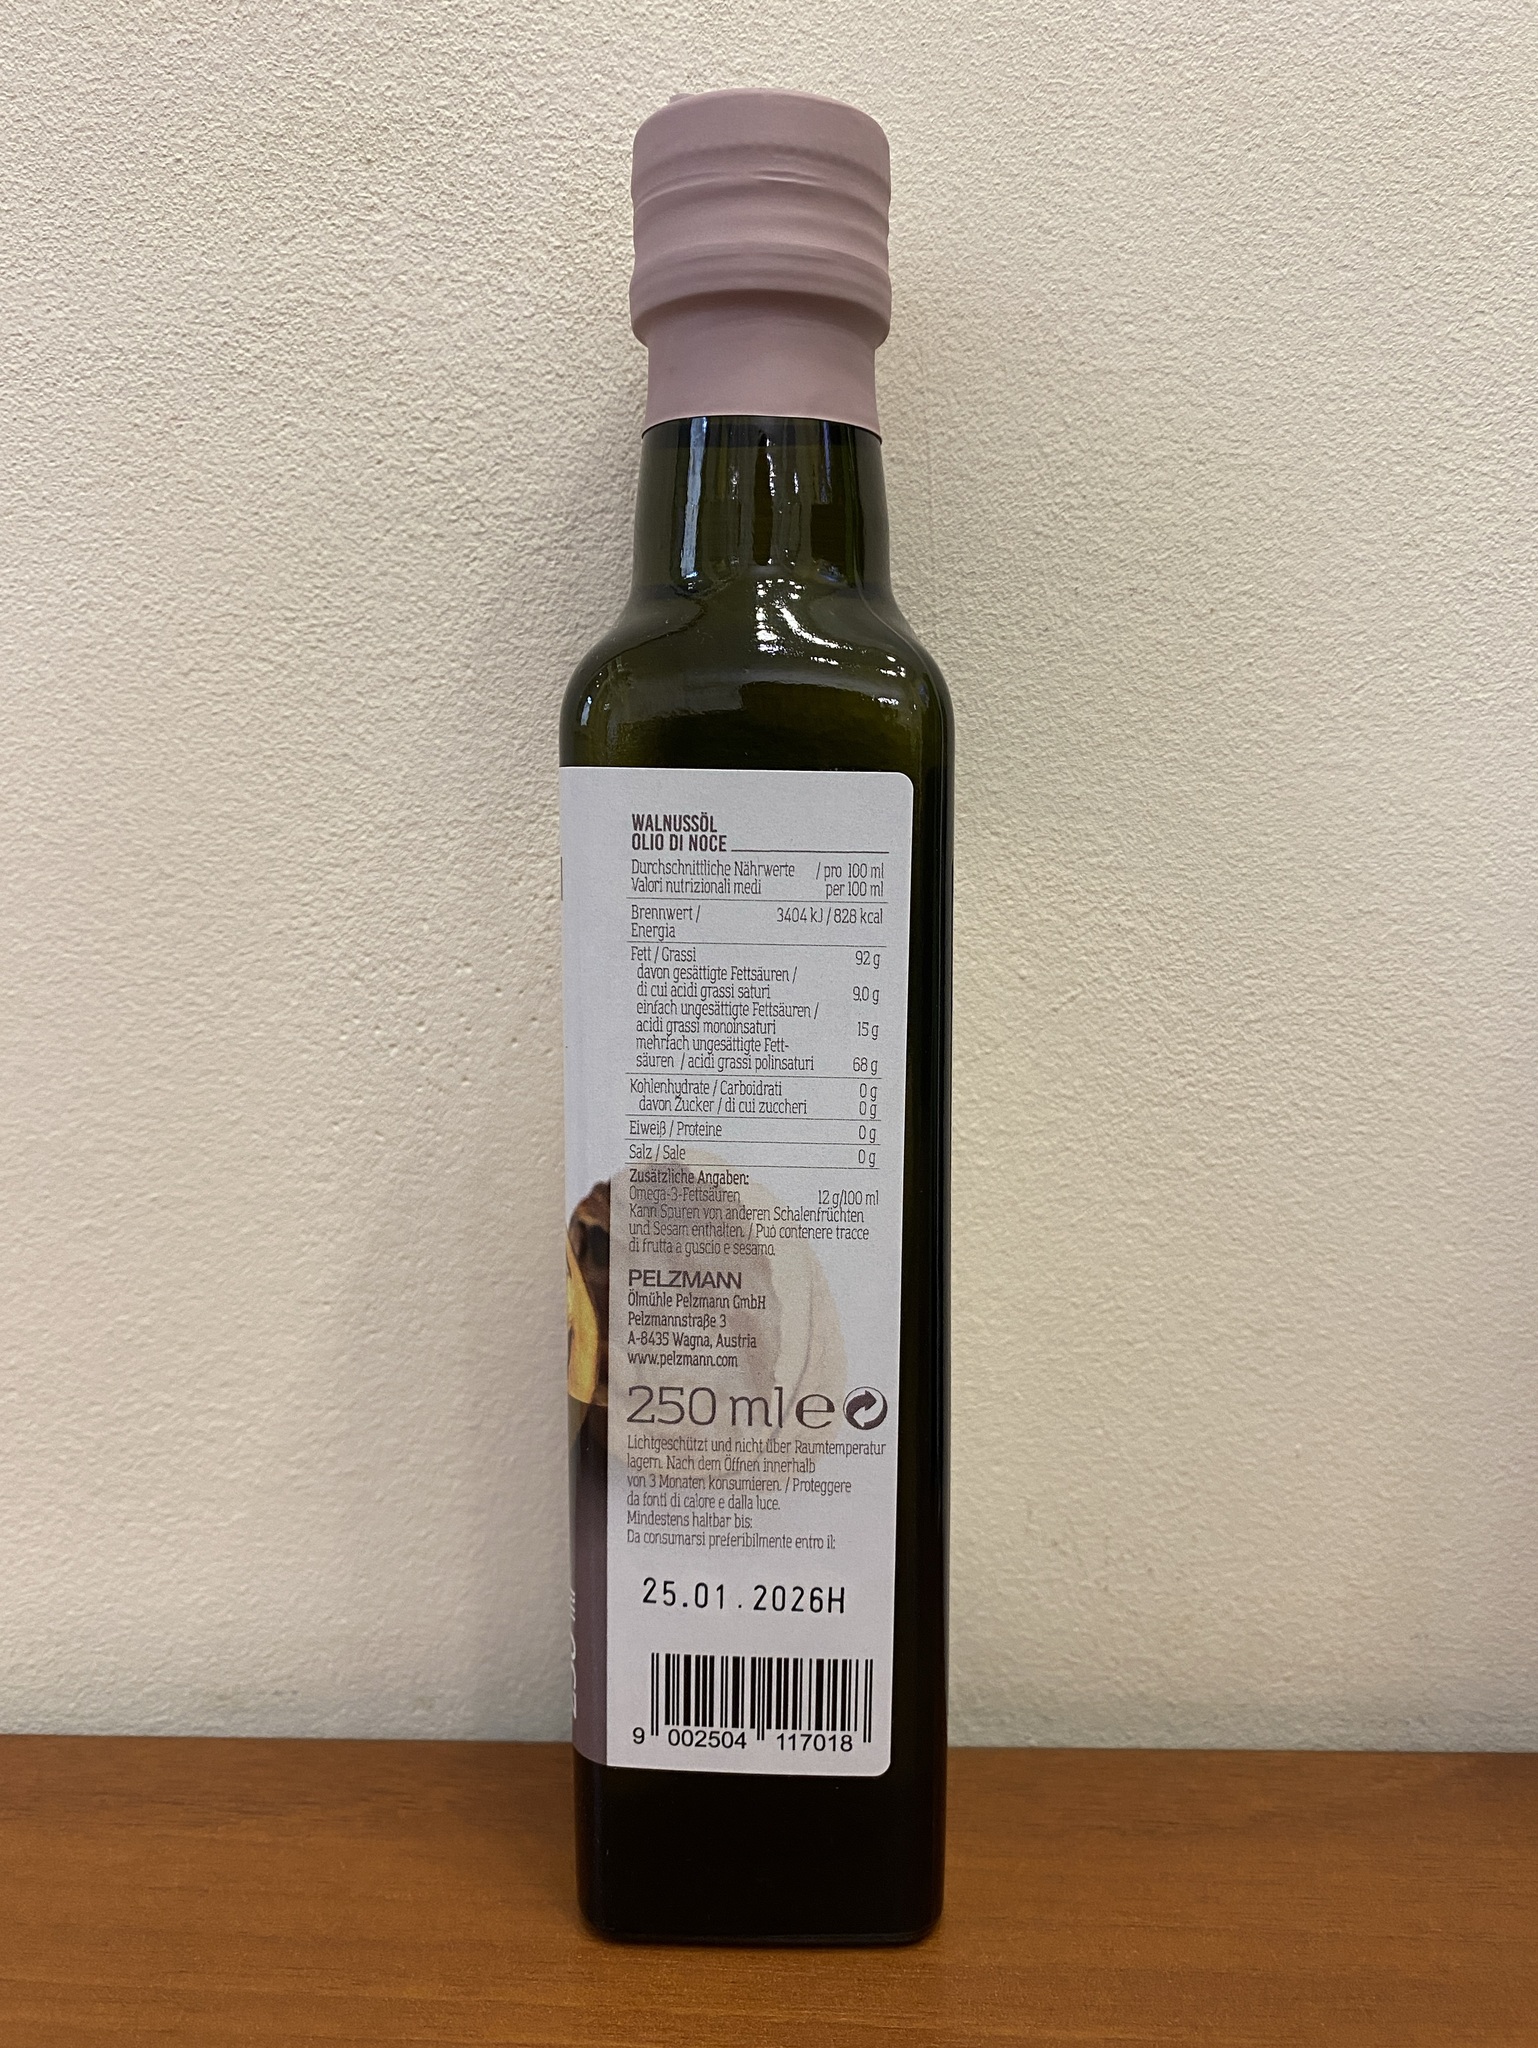 WALNUSSÖL
OLIO DI NOCE
Durchschnittliche Nährwerte / pro 100 ml
Valori nutrizionali medi per 100 ml
Brennwert / 3404 kJ / 828 kcal
Energia
Fett / Grassi 92 g
davon gesättigte Fettsäuren /
di cui acidi grassi saturi 9,0 g
einfach ungesättigte Fettsäuren /
acidi grassi monoinsaturi 15 g
mehrfach ungesättigte Fett-
säuren / acidi grassi polinsaturi 68 g
Kohlenhydrate / Carboidrati 0 g
davon Zucker / di cui zuccheri 0 g
Eiweiß / Proteine 0 g
Salz / Sale 0 g
Zusätzliche Angaben:
Omega-3-Fettsäuren 12 g/100 ml
Kann Spuren von anderen Schalenfrüchten
und Sesam enthalten. / Può contenere tracce
di frutta a guscio e sesamo.
PELZMANN
Ölmühle Pelzmann GmbH
Pelzmannstraße 3
A-8435 Wagna, Austria
www.pelzmann.com
250 ml e
Lichtgeschützt und nicht über Raumtemperatur
lagern. Nach dem Öffnen innerhalb
von 3 Monaten konsumieren. / Proteggere
da fonti di calore e dalla luce.
Mindestens haltbar bis:
Da consumarsi preferibilmente entro il:
25.01.2026H
9 002504 117018